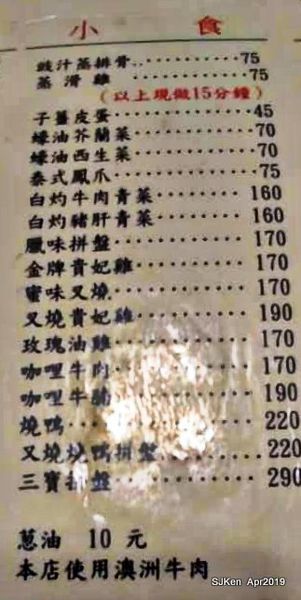 小食
豉汁蒸排骨 75
蒸滑雞 75
(以上現做15分鐘)
子薑皮蛋 45
蠔油芥蘭菜 70
蠔油西生菜 70
泰式鳳爪 75
白灼牛肉青菜 160
白灼豬肝青菜 160
臘味拼盤 170
金牌貴妃雞 170
蜜味叉燒 170
叉燒貴妃雞 190
玫瑰油雞 170
咖哩牛肉 170
咖哩牛腩 190
燒鴨 220
叉燒燒鴨拼盤 220
三寶拼盤 290
蔥油 10 元
本店使用澳洲牛肉
SJKen Apr2019